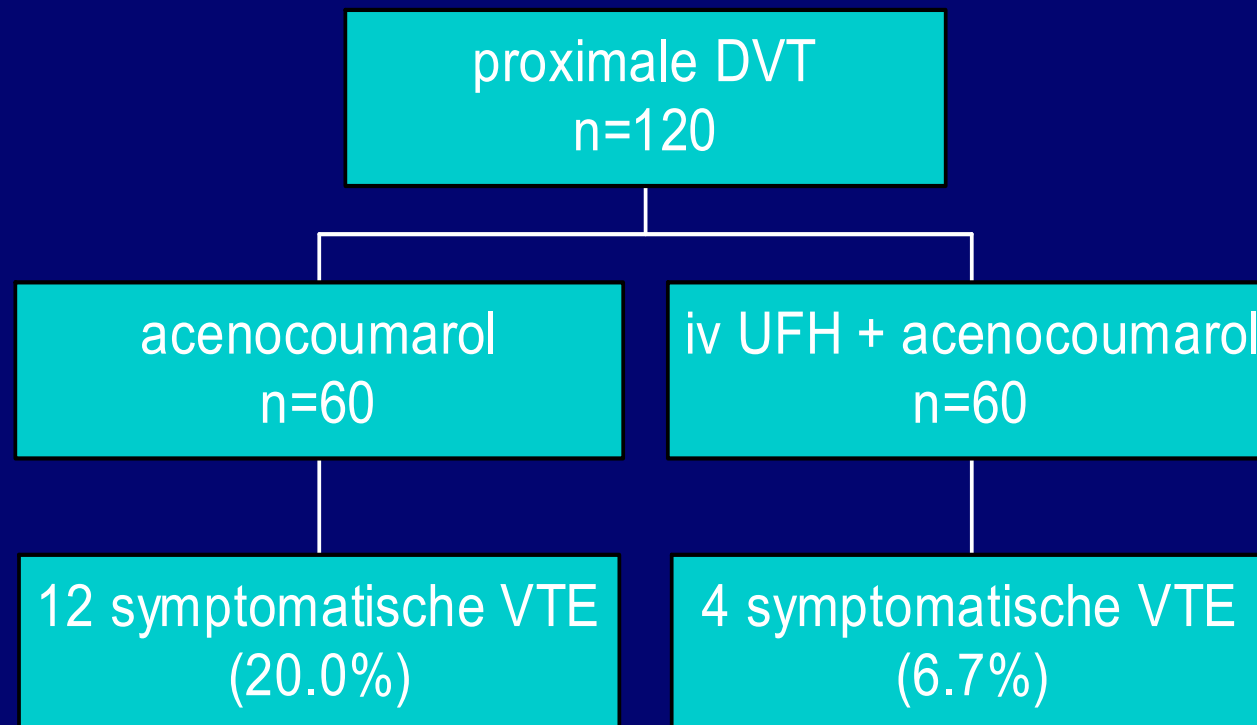 proximale DVT
n=120
acenocoumarol
n=60
iv UFH + acenocoumarol
n=60
12 symptomatische VTE
(20.0%)
4 symptomatische VTE
(6.7%)